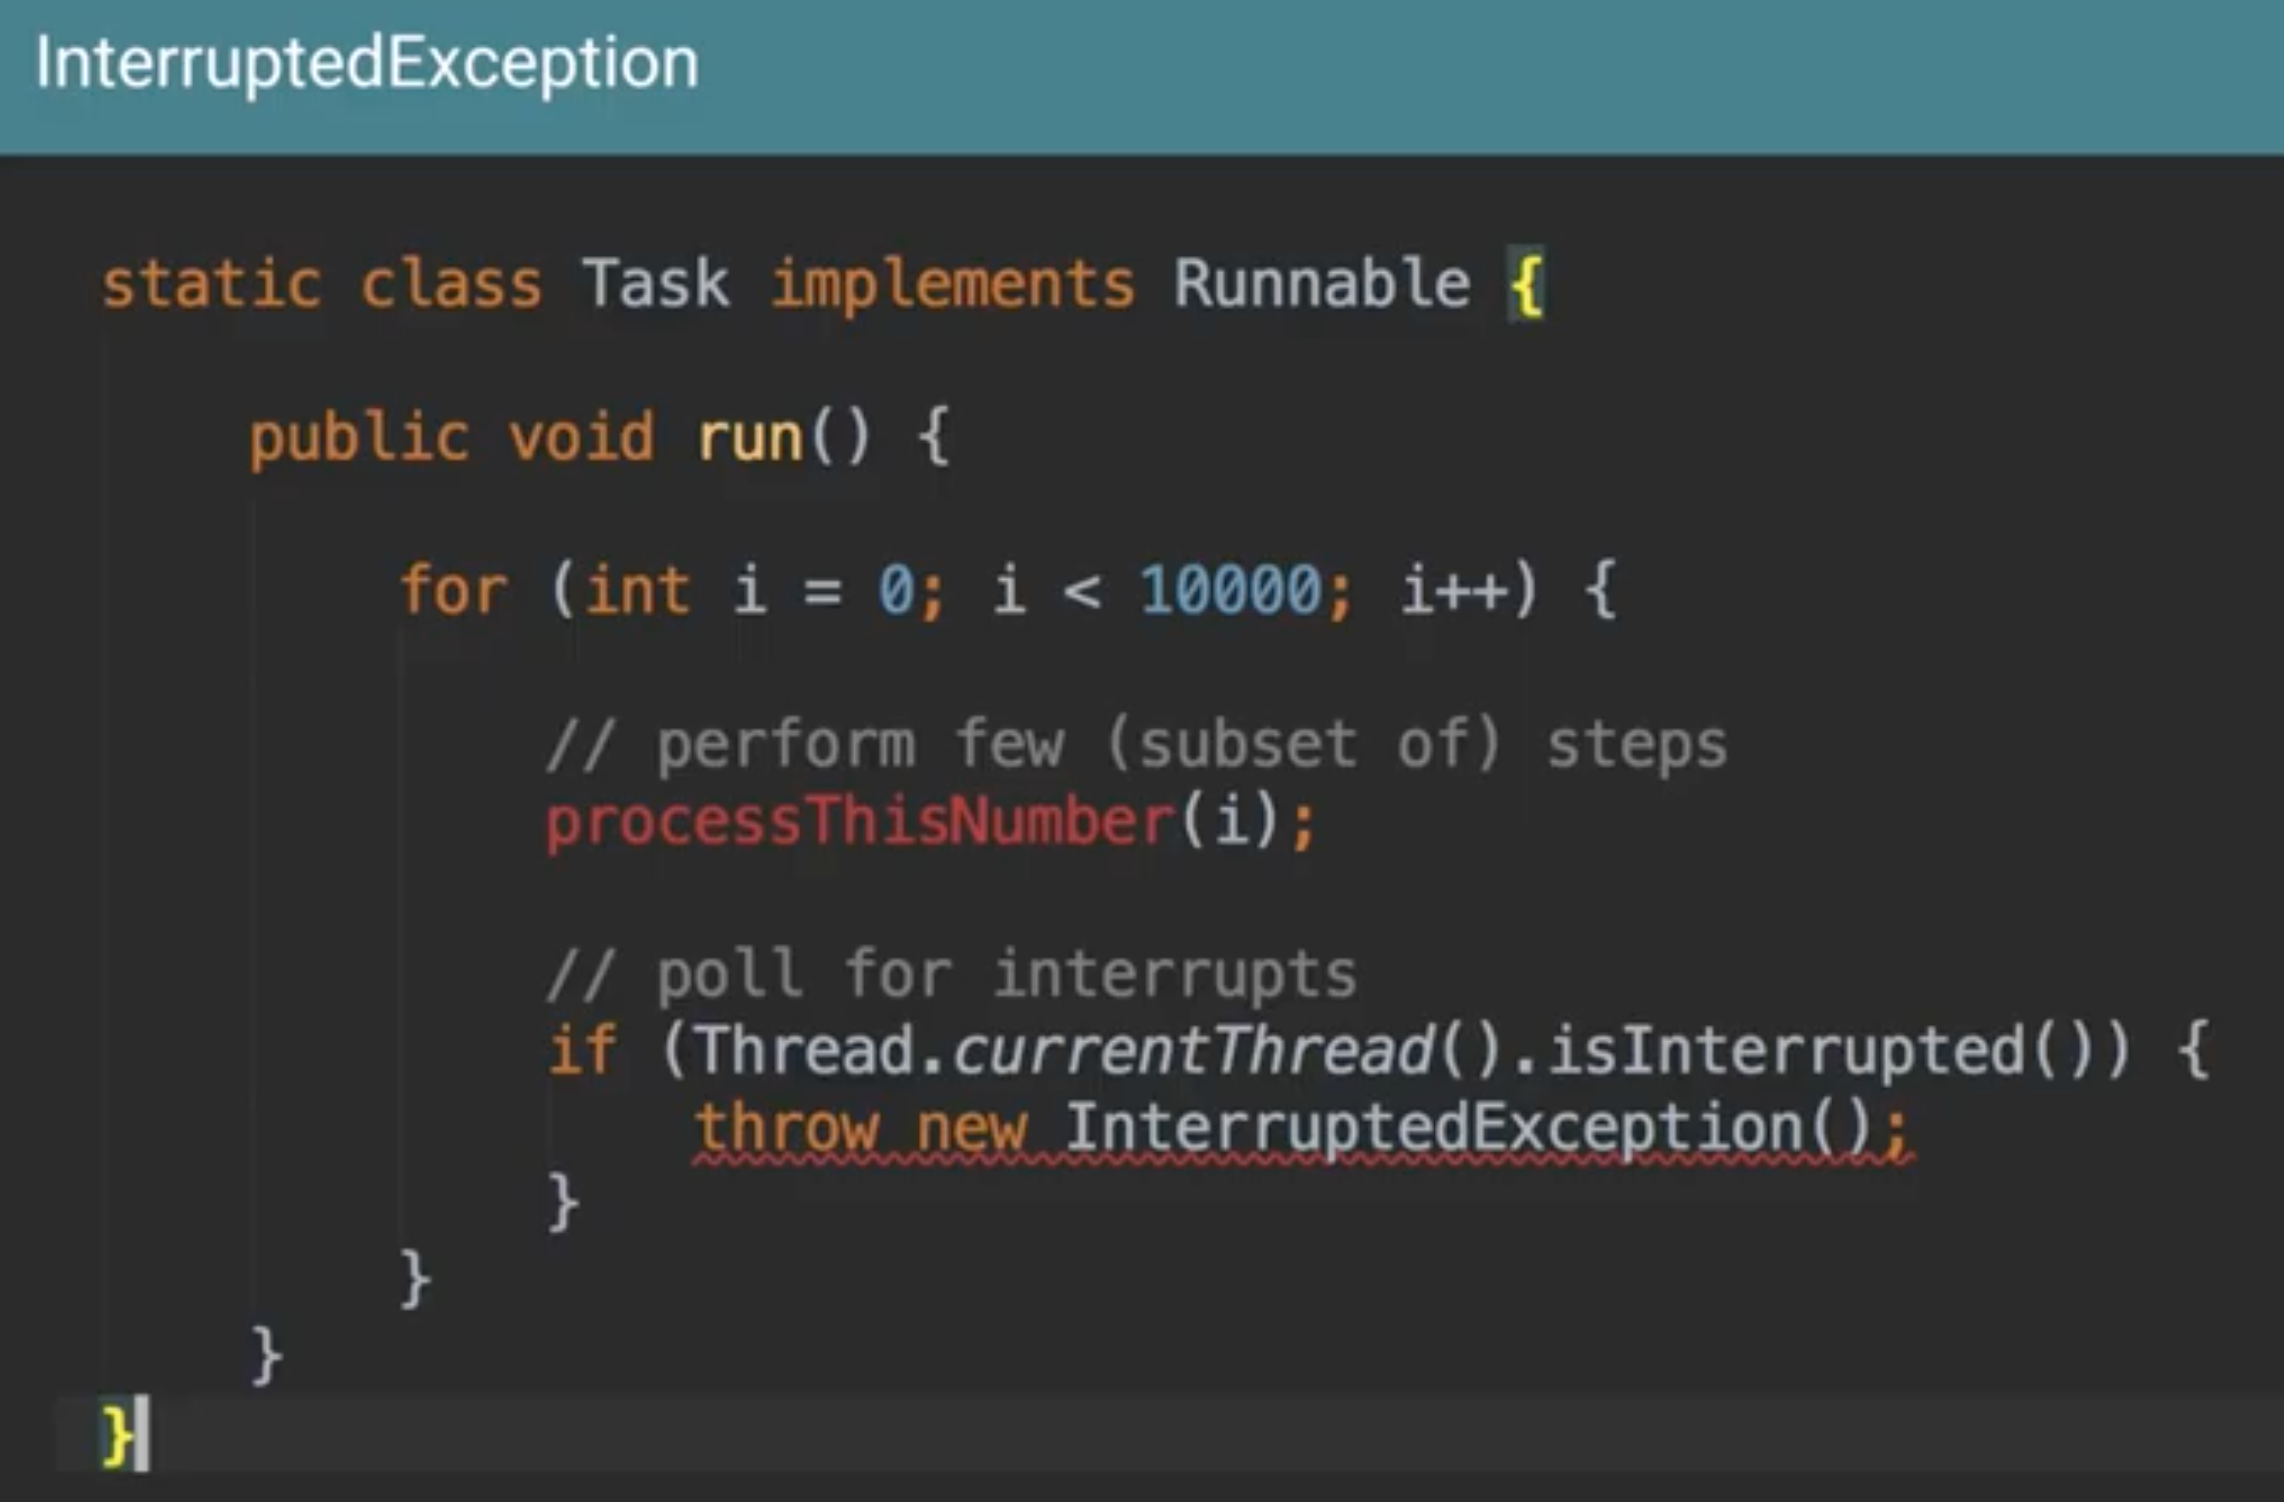 InterruptedException
static class Task implements Runnable {
public void run() {
for (int i = 0; i < 10000; i++) {
// perform few (subset of) steps
processThisNumber(i);
// poll for interrupts
if (Thread.currentThread().isInterrupted()) {
throw new InterruptedException();
}
}
}
}